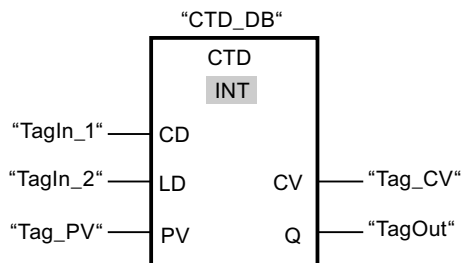 “CTD_DB“
CTD
INT
“TagIn_1“ CD
“TagIn_2“ LD CV “Tag_CV“
“Tag_PV“ PV Q “TagOut“